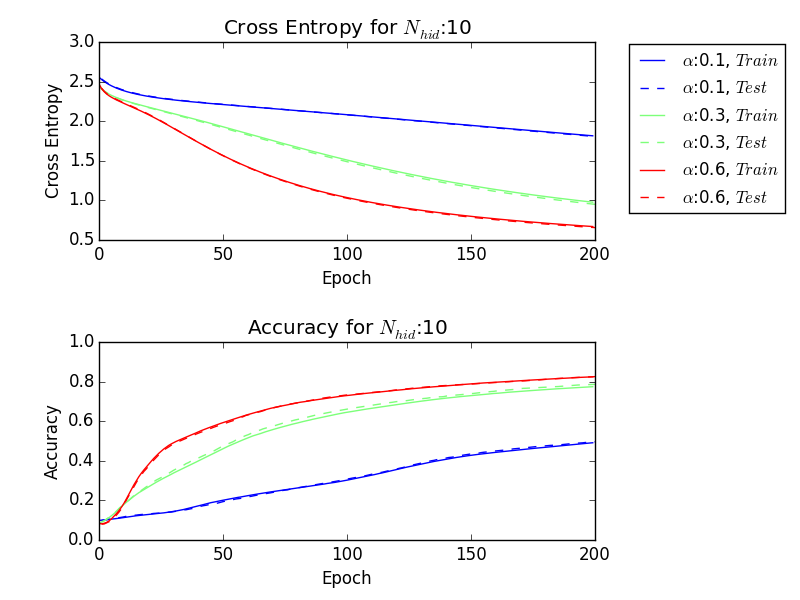 Cross Entropy for N_hid:10
3.0
2.5
2.0
1.5
1.0
0.5
Cross Entropy
0 50 100 150 200
Epoch
α:0.1, Train
α:0.1, Test
α:0.3, Train
α:0.3, Test
α:0.6, Train
α:0.6, Test
Accuracy for N_hid:10
1.0
0.8
0.6
0.4
0.2
0.0
Accuracy
0 50 100 150 200
Epoch